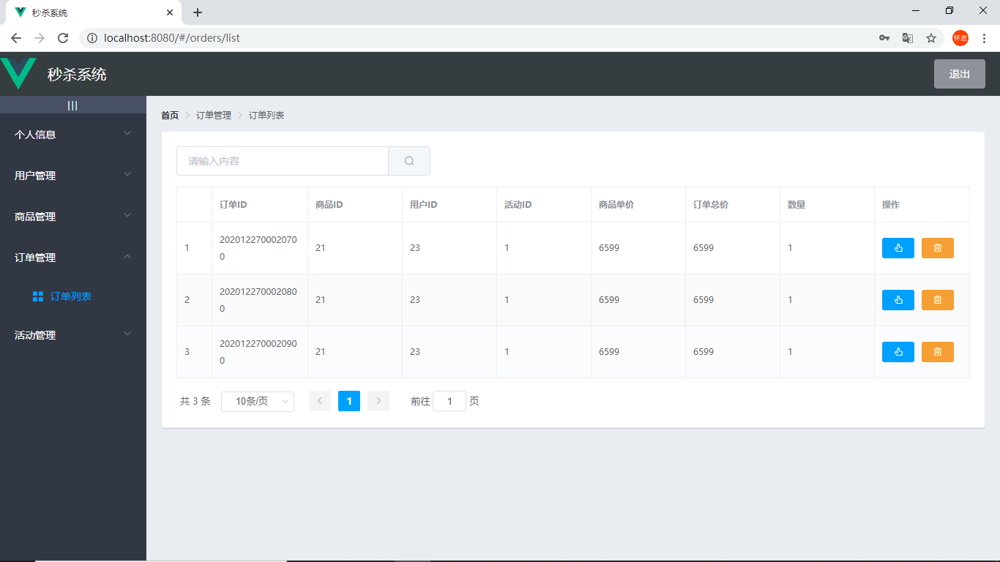 秒杀系统
localhost:8080/#/orders/list
怀忠
秒杀系统
退出
|||
首页 > 订单管理 > 订单列表
个人信息
用户管理
商品管理
订单管理
订单列表
活动管理
请输入内容
订单ID 商品ID 用户ID 活动ID 商品单价 订单总价 数量 操作
1 202012270002070 21 23 1 6599 6599 1
0
2 202012270002080 21 23 1 6599 6599 1
0
3 202012270002090 21 23 1 6599 6599 1
0
共 3 条 10条/页 1 前往 1 页